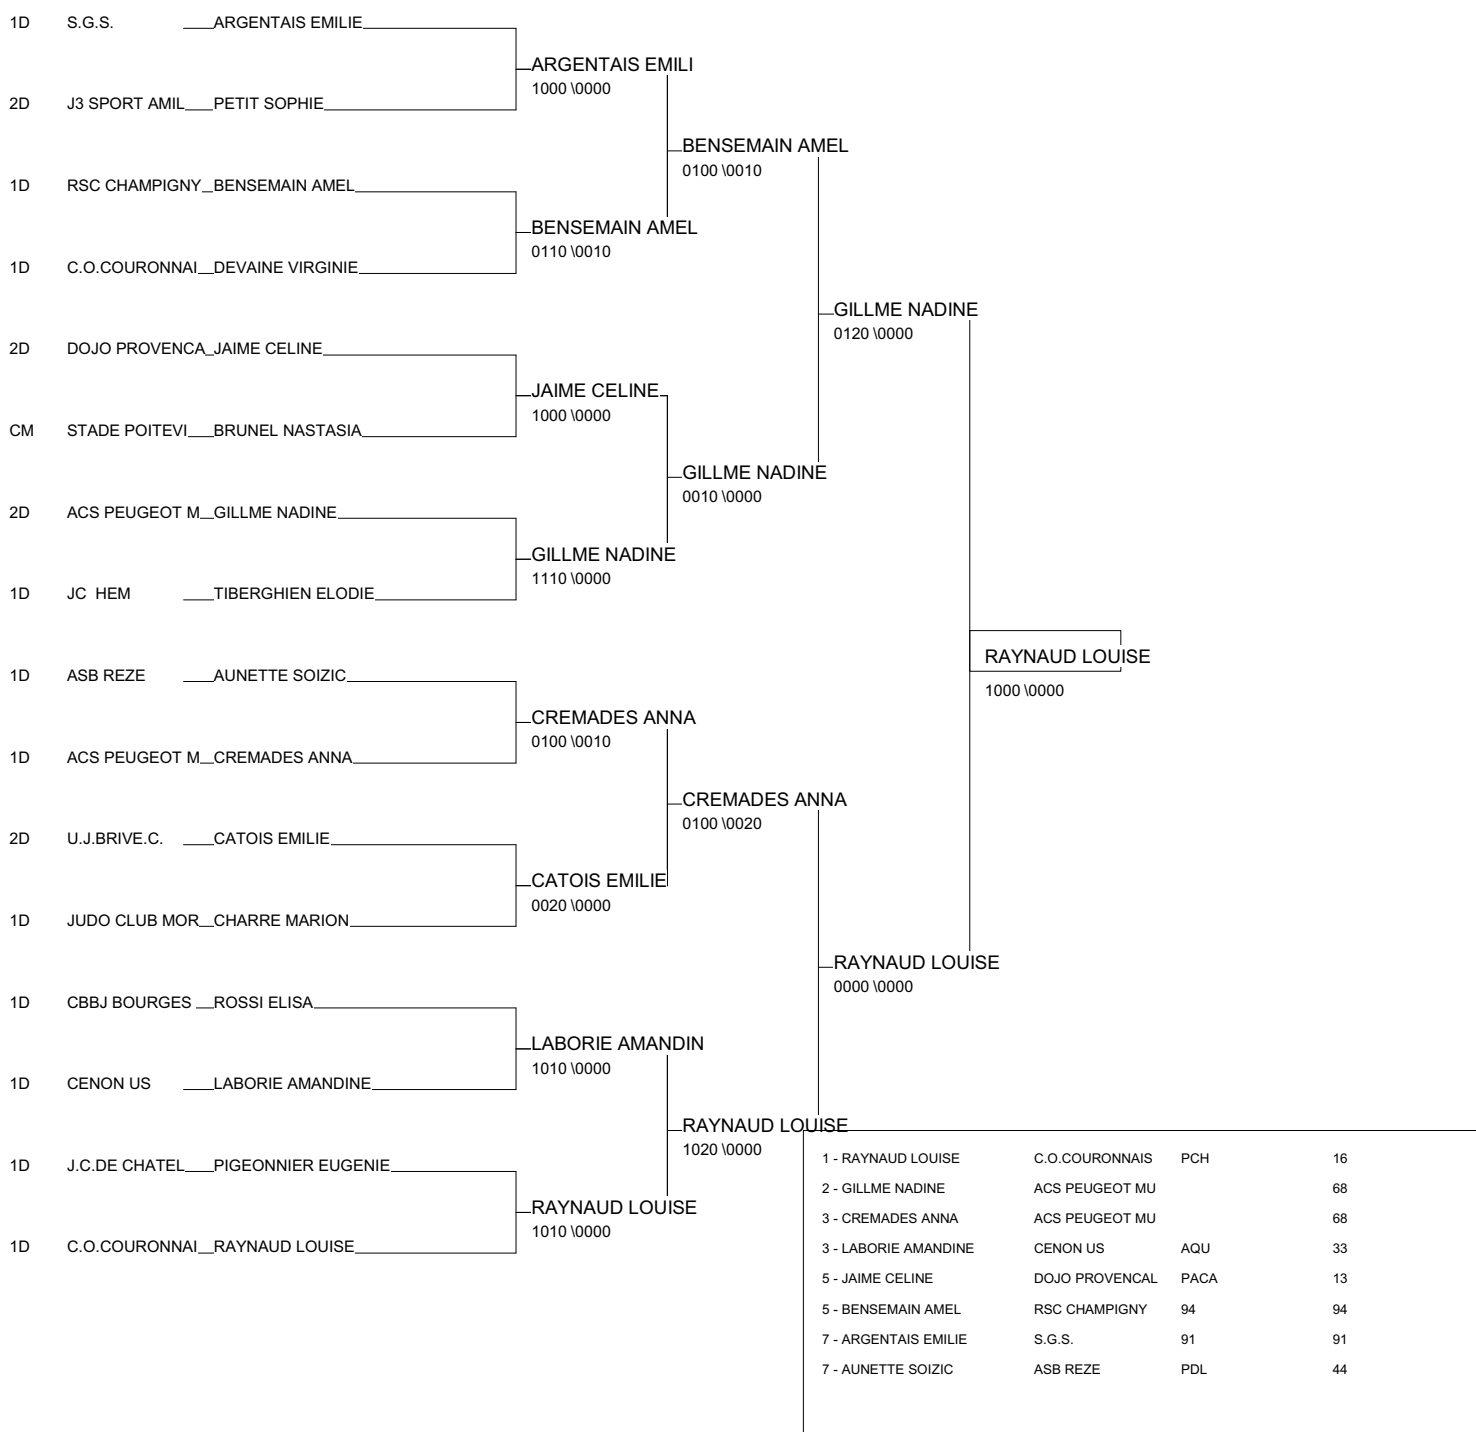 1D S.G.S. ARGENTAIS EMILIE
ARGENTAIS EMILI
1000 \0000
2D J3 SPORT AMIL PETIT SOPHIE
BENSEMAIN AMEL
0100 \0010
1D RSC CHAMPIGNY BENSEMAIN AMEL
BENSEMAIN AMEL
0110 \0010
1D C.O.COURONNAI DEVAINE VIRGINIE
GILLME NADINE
0120 \0000
2D DOJO PROVENCA JAIME CELINE
JAIME CELINE
1000 \0000
CM STADE POITEVI BRUNEL NASTASIA
GILLME NADINE
0010 \0000
2D ACS PEUGEOT M GILLME NADINE
GILLME NADINE
1110 \0000
1D JC HEM TIBERGHIEN ELODIE
RAYNAUD LOUISE
1000 \0000
1D ASB REZE AUNETTE SOIZIC
CREMADES ANNA
0100 \0010
1D ACS PEUGEOT M CREMADES ANNA
CREMADES ANNA
0100 \0020
2D U.J.BRIVE.C. CATOIS EMILIE
CATOIS EMILIE
0020 \0000
1D JUDO CLUB MOR CHARRE MARION
RAYNAUD LOUISE
0000 \0000
1D CBBJ BOURGES ROSSI ELISA
LABORIE AMANDIN
1010 \0000
1D CENON US LABORIE AMANDINE
RAYNAUD LOUISE
1020 \0000
1D J.C.DE CHATEL PIGEONNIER EUGENIE
RAYNAUD LOUISE
1010 \0000
1D C.O.COURONNAI RAYNAUD LOUISE
1 - RAYNAUD LOUISE C.O.COURONNAIS PCH 16
2 - GILLME NADINE ACS PEUGEOT MU 68
3 - CREMADES ANNA ACS PEUGEOT MU 68
3 - LABORIE AMANDINE CENON US AQU 33
5 - JAIME CELINE DOJO PROVENCAL PACA 13
5 - BENSEMAIN AMEL RSC CHAMPIGNY 94 94
7 - ARGENTAIS EMILIE S.G.S. 91 91
7 - AUNETTE SOIZIC ASB REZE PDL 44